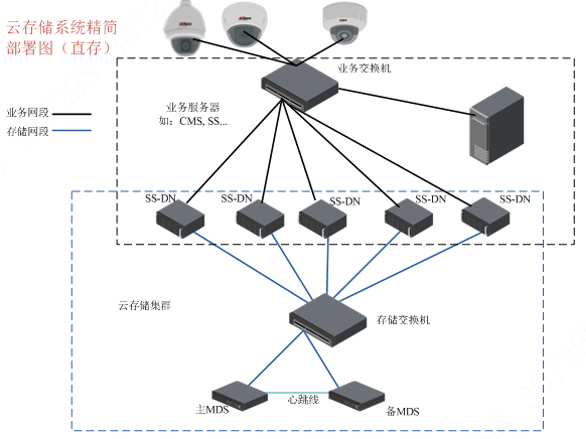 云存储系统精简
部署图（直存）
业务交换机
业务网段
存储网段
业务服务器
如：CMS, SS...
SS-DN
SS-DN
SS-DN
SS-DN
SS-DN
云存储集群
存储交换机
心跳线
主MDS
备MDS